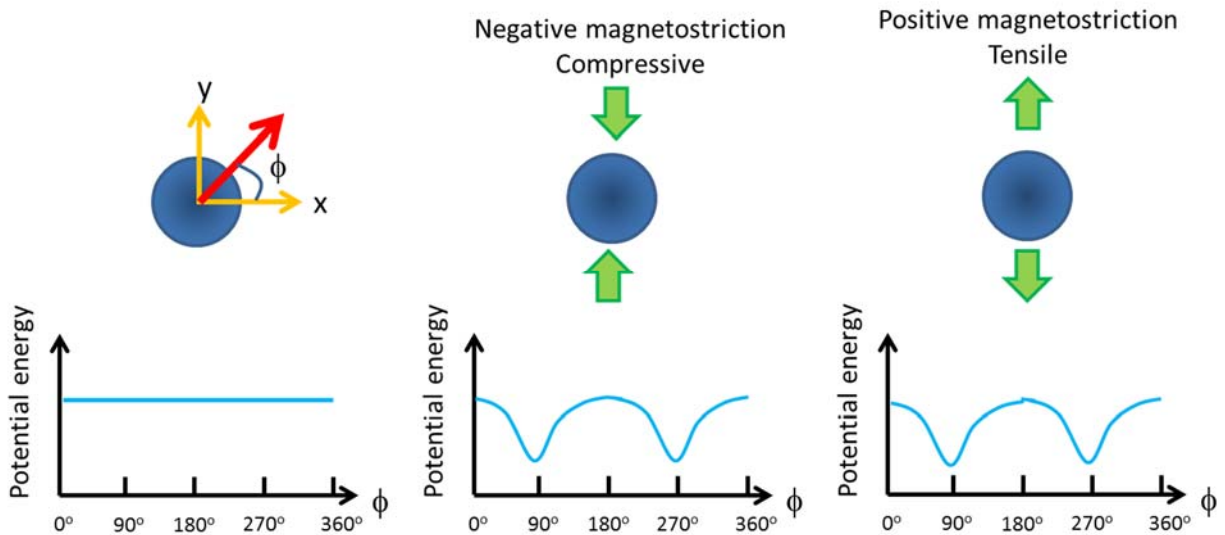 Negative magnetostriction
Compressive
Positive magnetostriction
Tensile
y
ϕ
x
Potential energy
0° 90° 180° 270° 360°
ϕ
Potential energy
0° 90° 180° 270° 360°
ϕ
Potential energy
0° 90° 180° 270° 360°
ϕ